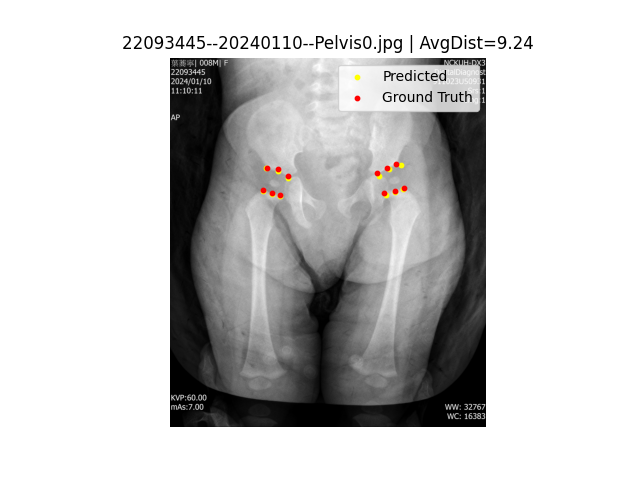 22093445--20240110--Pelvis0.jpg | AvgDist=9.24
008M| F
22093445
2024/01/10
11:10:11
AP
NCKUH-DX3
Predicted
Ground Truth
KVP:60.00
mAs:7.00
WW: 32767
WC: 16383